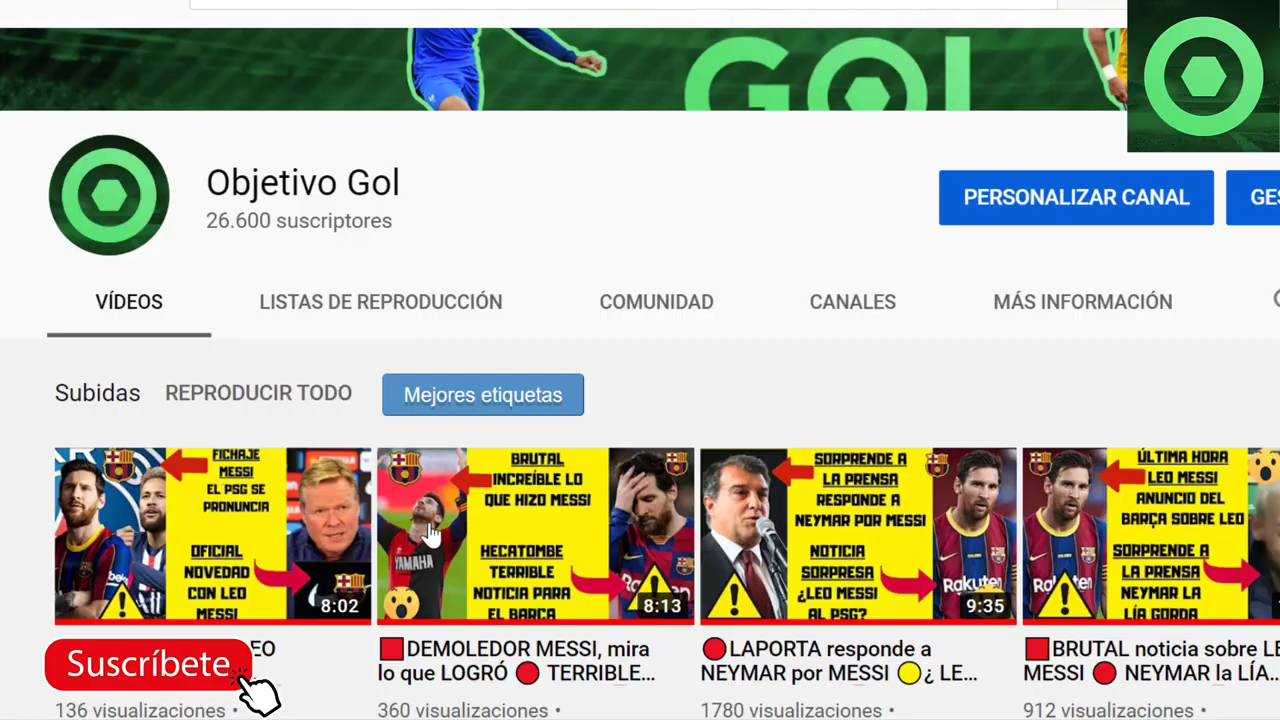 GOL
Objetivo Gol
26.600 suscriptores
PERSONALIZAR CANAL
GES
VÍDEOS
LISTAS DE REPRODUCCIÓN
COMUNIDAD
CANALES
MÁS INFORMACIÓN
Subidas
REPRODUCIR TODO
Mejores etiquetas
FICHAJE
MESSI
EL PSG SE
PRONUNCIA
OFICIAL
NOVEDAD
CON LEO
MESSI
8:02
BRUTAL
INCREÍBLE LO
QUE HIZO MESSI
YAMAHA
HECATOMBE
TERRIBLE
NOTICIA PARA
EL BARÇA
8:13
SORPRENDE A
LA PRENSA
RESPONDE A
NEYMAR POR MESSI
NOTICIA
SORPRESA
¿LEO MESSI
AL PSG?
Rakuten
9:35
ÚLTIMA HORA
LEO MESSI
ANUNCIO DEL
BARÇA SOBRE LEO
SORPRENDE A
LA PRENSA
NEYMAR LA
LÍA GORDA
EO
Suscríbete
136 visualizaciones •
DEMOLEDOR MESSI, mira
lo que LOGRÓ 🔴 TERRIBLE...
360 visualizaciones •
🔴LAPORTA responde a
NEYMAR por MESSI 🟡¿ LE...
1780 visualizaciones •
🟥BRUTAL noticia sobre LE
MESSI 🔴 NEYMAR la LÍA..
912 visualizaciones •